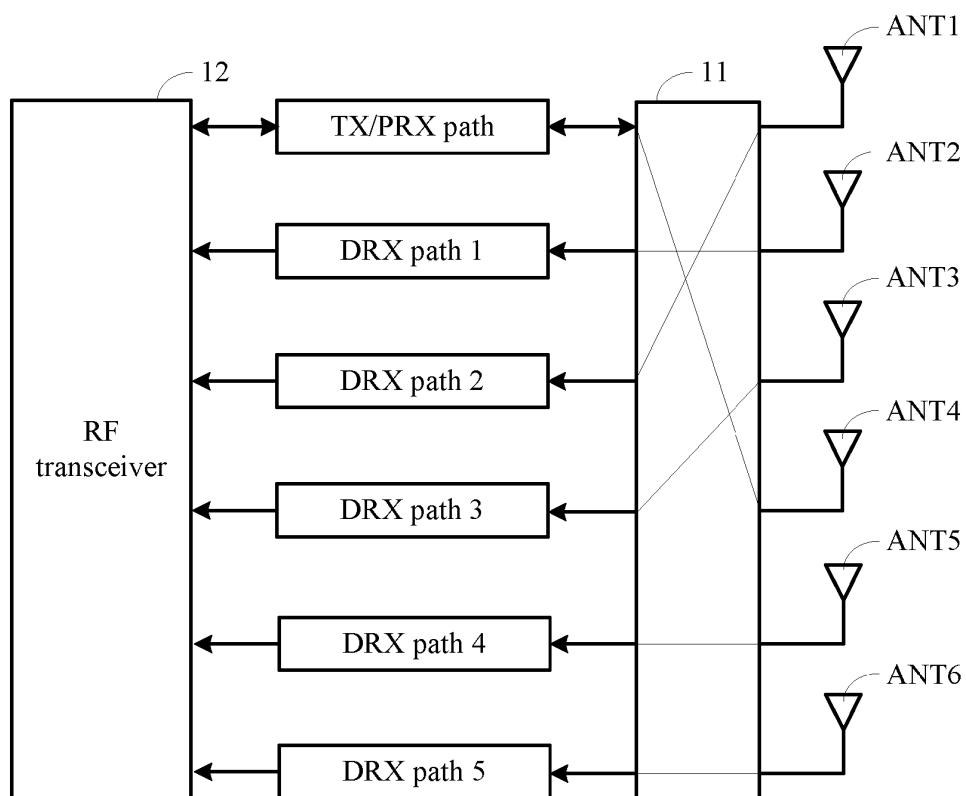 ANT1
12
11
TX/PRX path
ANT2
DRX path 1
ANT3
DRX path 2
RF
transceiver
ANT4
DRX path 3
ANT5
DRX path 4
ANT6
DRX path 5